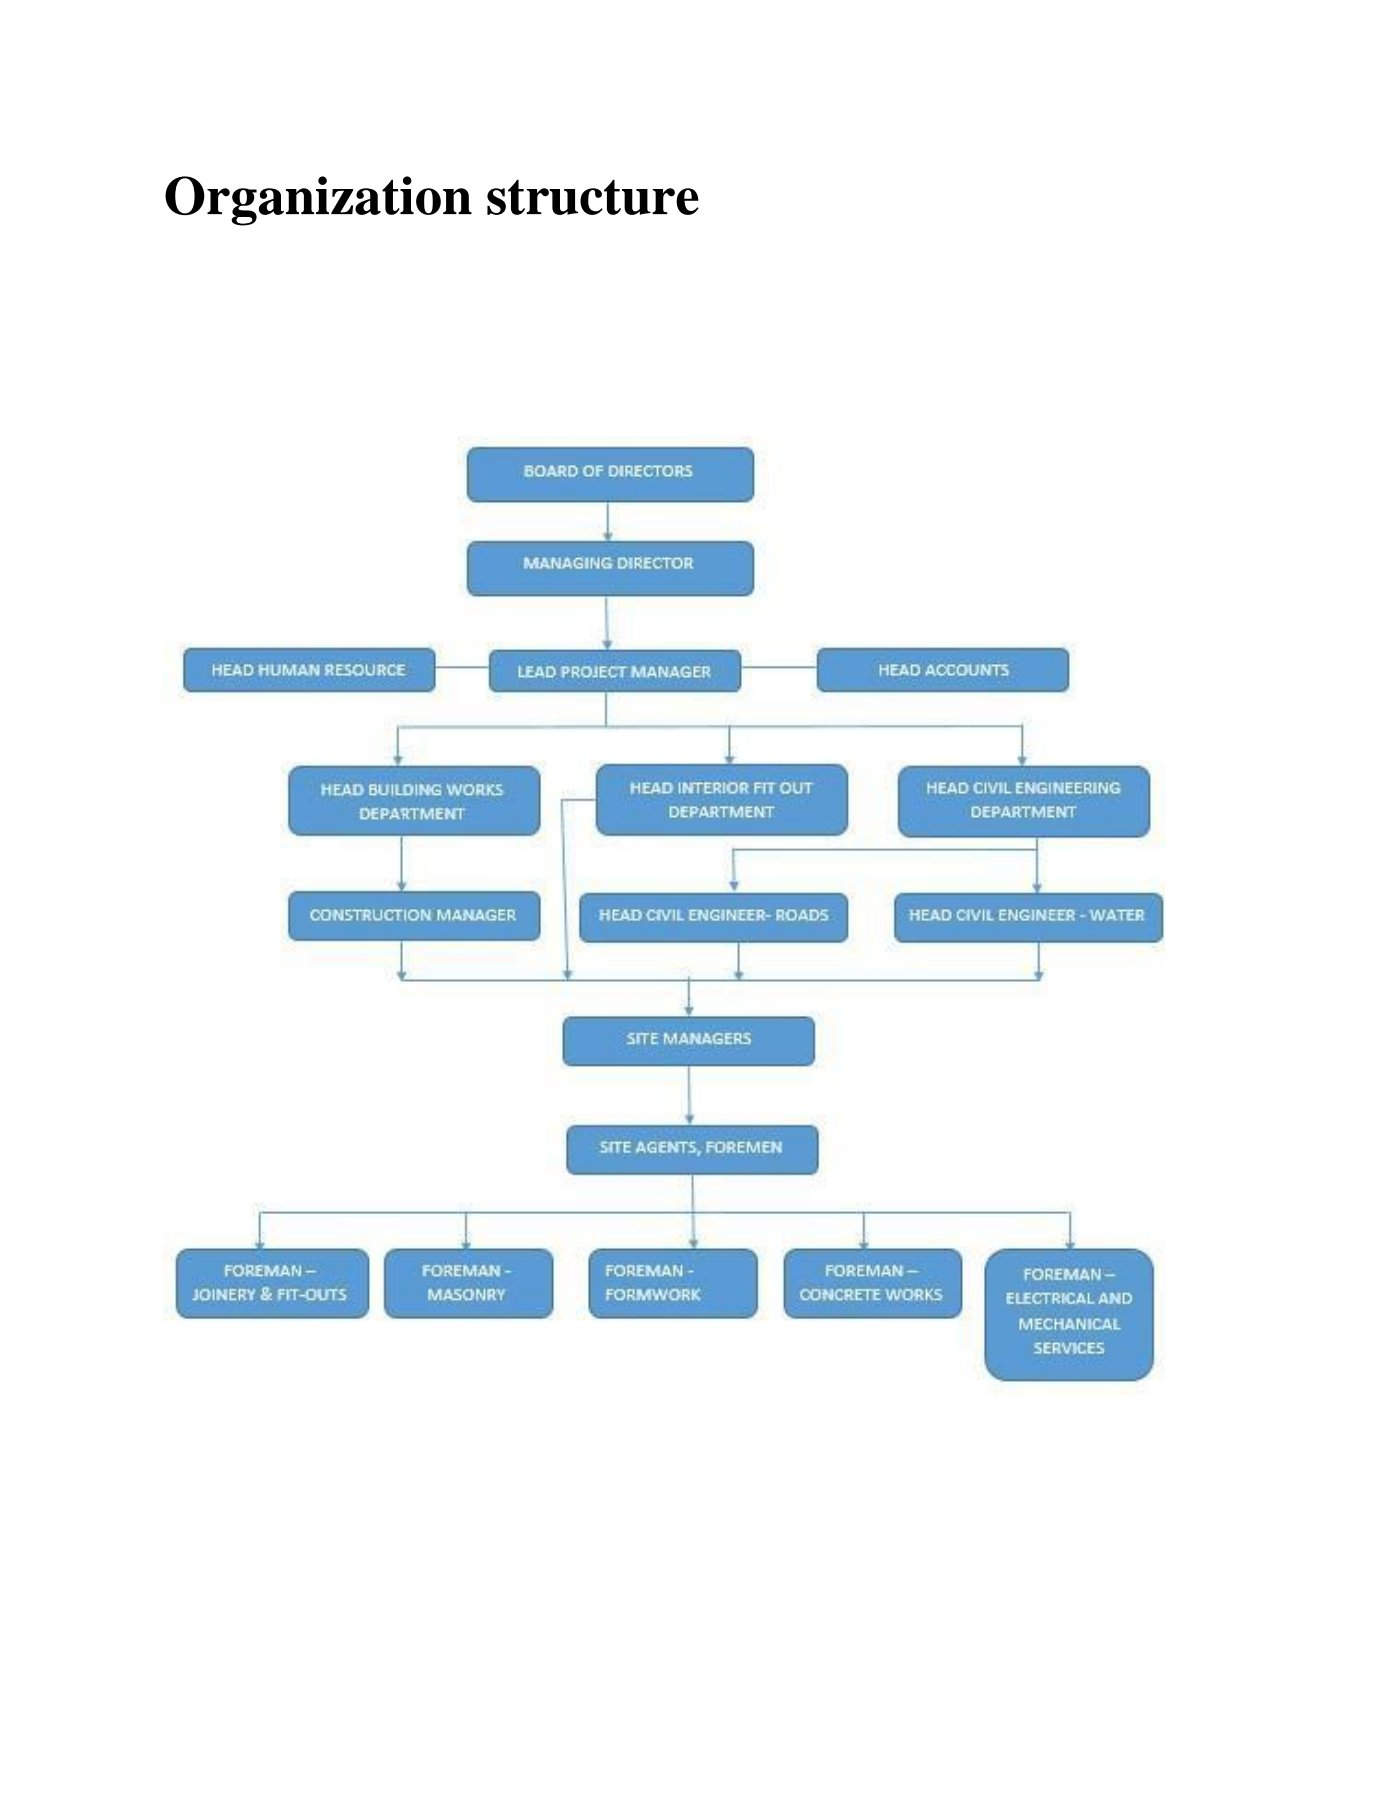 Organization structure
BOARD OF DIRECTORS
MANAGING DIRECTOR
HEAD HUMAN RESOURCE
LEAD PROJECT MANAGER
HEAD ACCOUNTS
HEAD BUILDING WORKS
DEPARTMENT
HEAD INTERIOR FIT OUT
DEPARTMENT
HEAD CIVIL ENGINEERING
DEPARTMENT
CONSTRUCTION MANAGER
HEAD CIVIL ENGINEER- ROADS
HEAD CIVIL ENGINEER - WATER
SITE MANAGERS
SITE AGENTS, FOREMEN
FOREMAN –
JOINERY & FIT-OUTS
FOREMAN -
MASONRY
FOREMAN -
FORMWORK
FOREMAN –
CONCRETE WORKS
FOREMAN –
ELECTRICAL AND
MECHANICAL
SERVICES